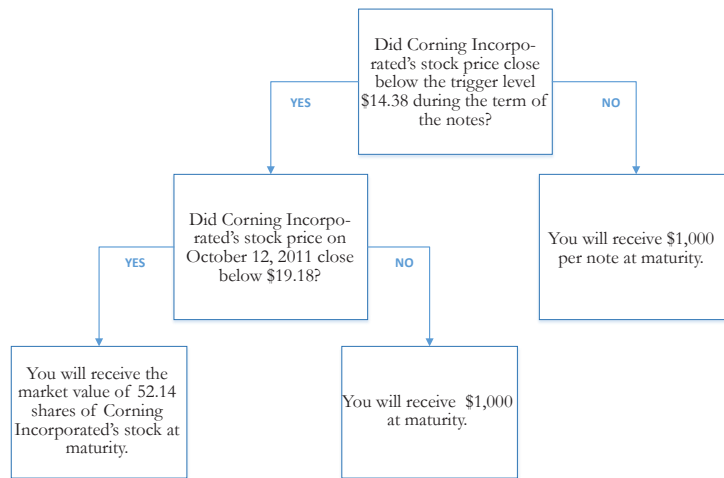 Did Corning Incorpo-
rated's stock price close
below the trigger level
$14.38 during the term of
the notes?
YES
NO
Did Corning Incorpo-
rated's stock price on
October 12, 2011 close
below $19.18?
You will receive $1,000
per note at maturity.
YES
NO
You will receive the
market value of 52.14
shares of Corning
Incorporated's stock at
maturity.
You will receive $1,000
at maturity.